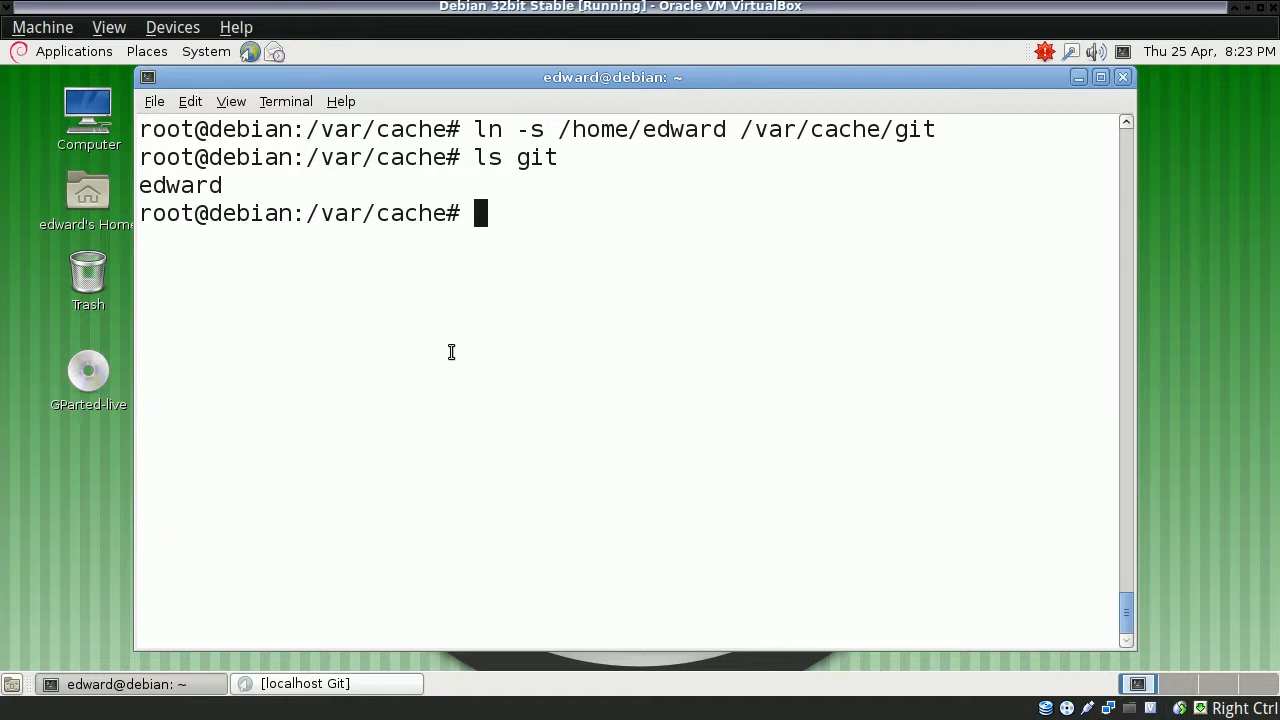 Debian 32bit Stable [Running] - Oracle VM VirtualBox
Machine View Devices Help
Applications Places System Thu 25 Apr, 8:23 PM
edward@debian: ~
File Edit View Terminal Help
root@debian:/var/cache# ln -s /home/edward /var/cache/git
root@debian:/var/cache# ls git
edward
root@debian:/var/cache#
Computer
edward's Home
Trash
GParted-live
edward@debian: ~ [localhost Git]
Right Ctrl